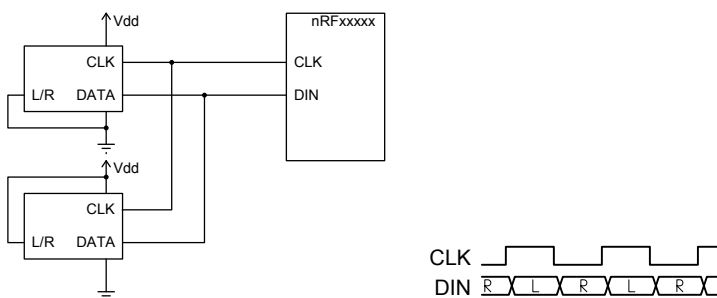 Vdd
nRFxxxxx
CLK
CLK
L/R DATA
DIN
Vdd
CLK
L/R DATA
CLK
DIN R L R L R